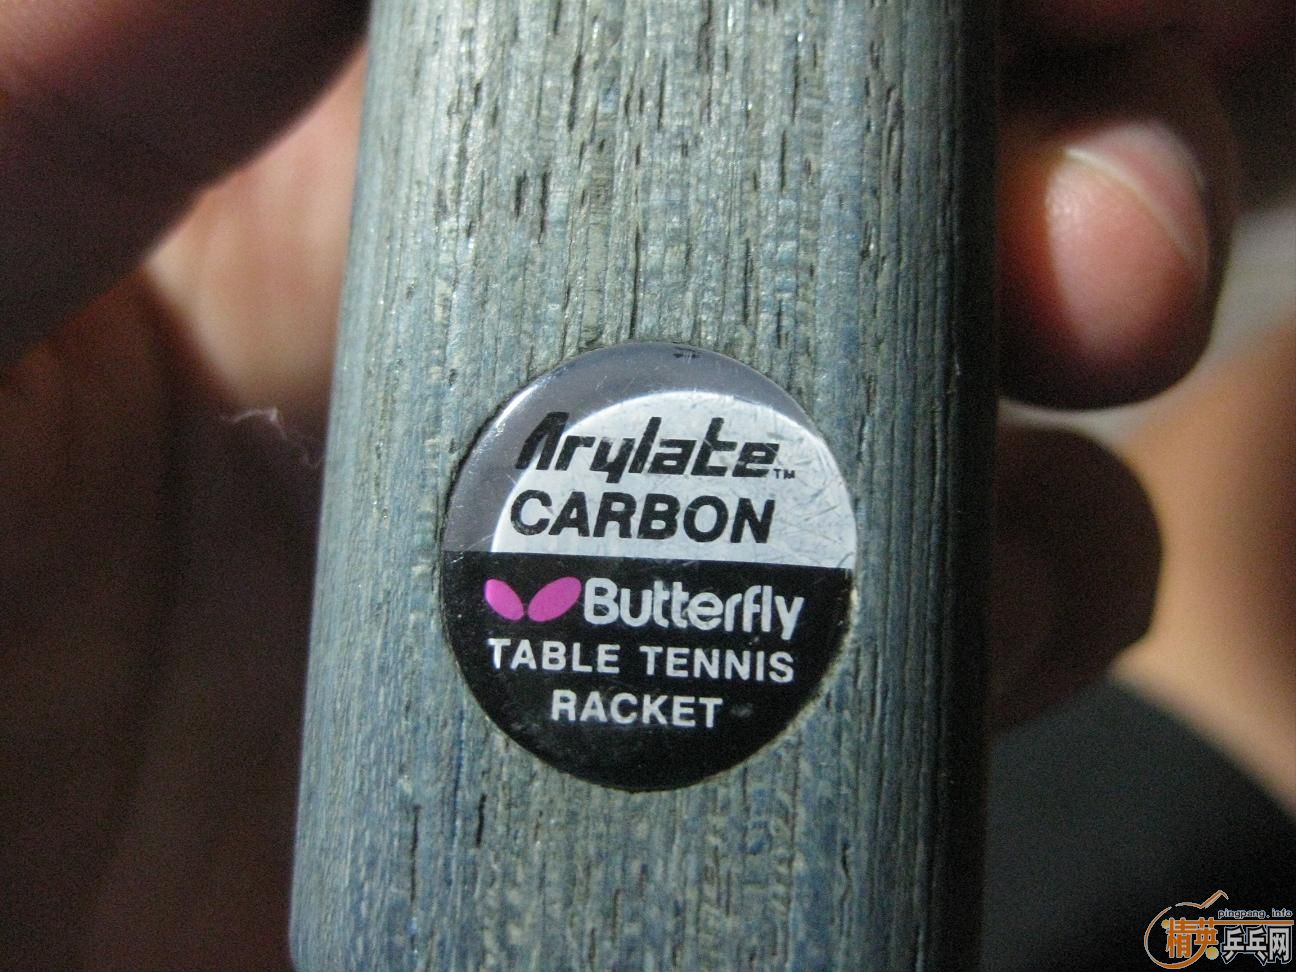 Arylate™
CARBON
Butterfly
TABLE TENNIS
RACKET
pingpang.info
精英乒乓网